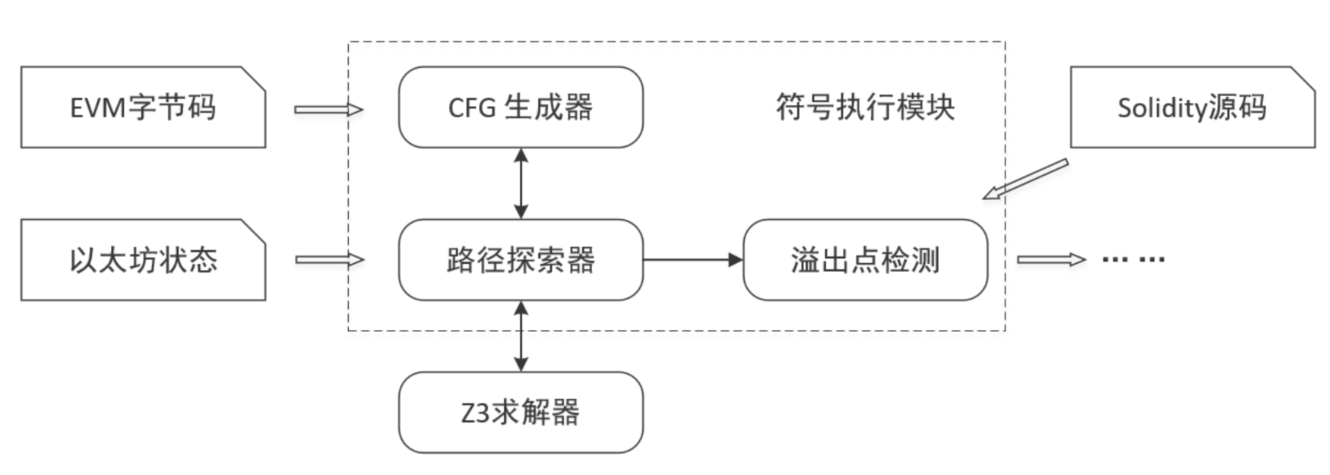 EVM字节码
CFG 生成器
符号执行模块
Solidity源码
以太坊状态
路径探索器
溢出点检测
... ...
Z3求解器